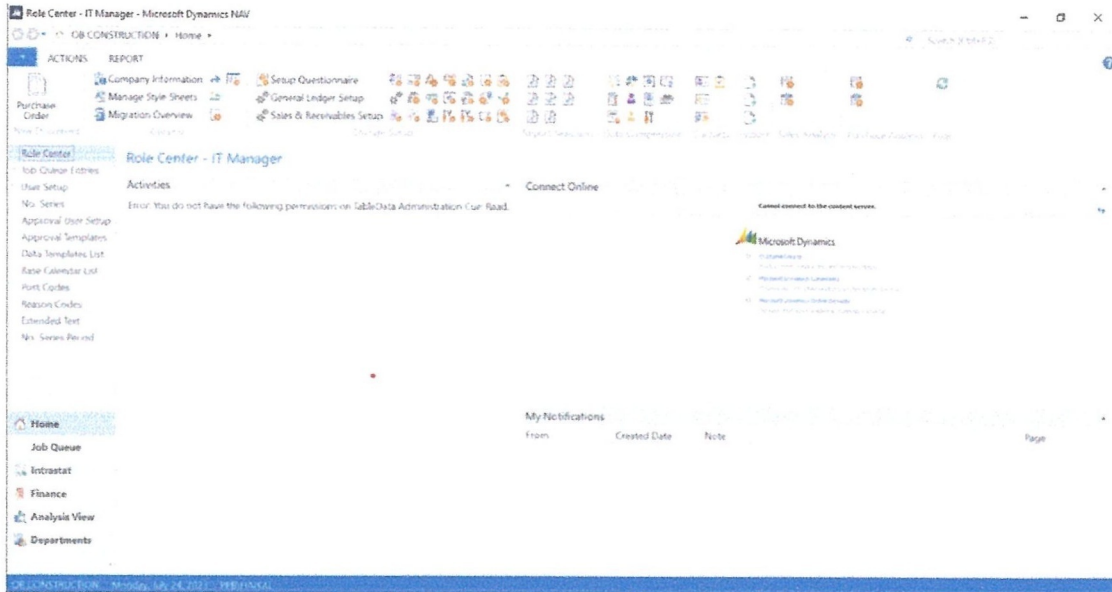 Role Center - IT Manager - Microsoft Dynamics NAV
OB CONSTRUCTION Home
ACTIONS REPORT
Company Information
Setup Questionnaire
Manage Style Sheets
General Ledger Setup
Purchase
Order
Migration Overview
Sales & Receivables Setup
Role Center
Job Queue Entries
User Setup
No. Series
Approval User Setup
Approval Templates
Data Templates List
Base Calendar List
Port Codes
Reason Codes
Extended Text
No. Series Period
Role Center - IT Manager
Activities
Error: You do not have the following permissions on TableData Administration Cue: Read.
Connect Online
Cannot connect to the content server.
Microsoft Dynamics
My Notifications
From Created Date Note Page
Home
Job Queue
Intrastat
Finance
Analysis View
Departments
OB CONSTRUCTION Monday, July 24,